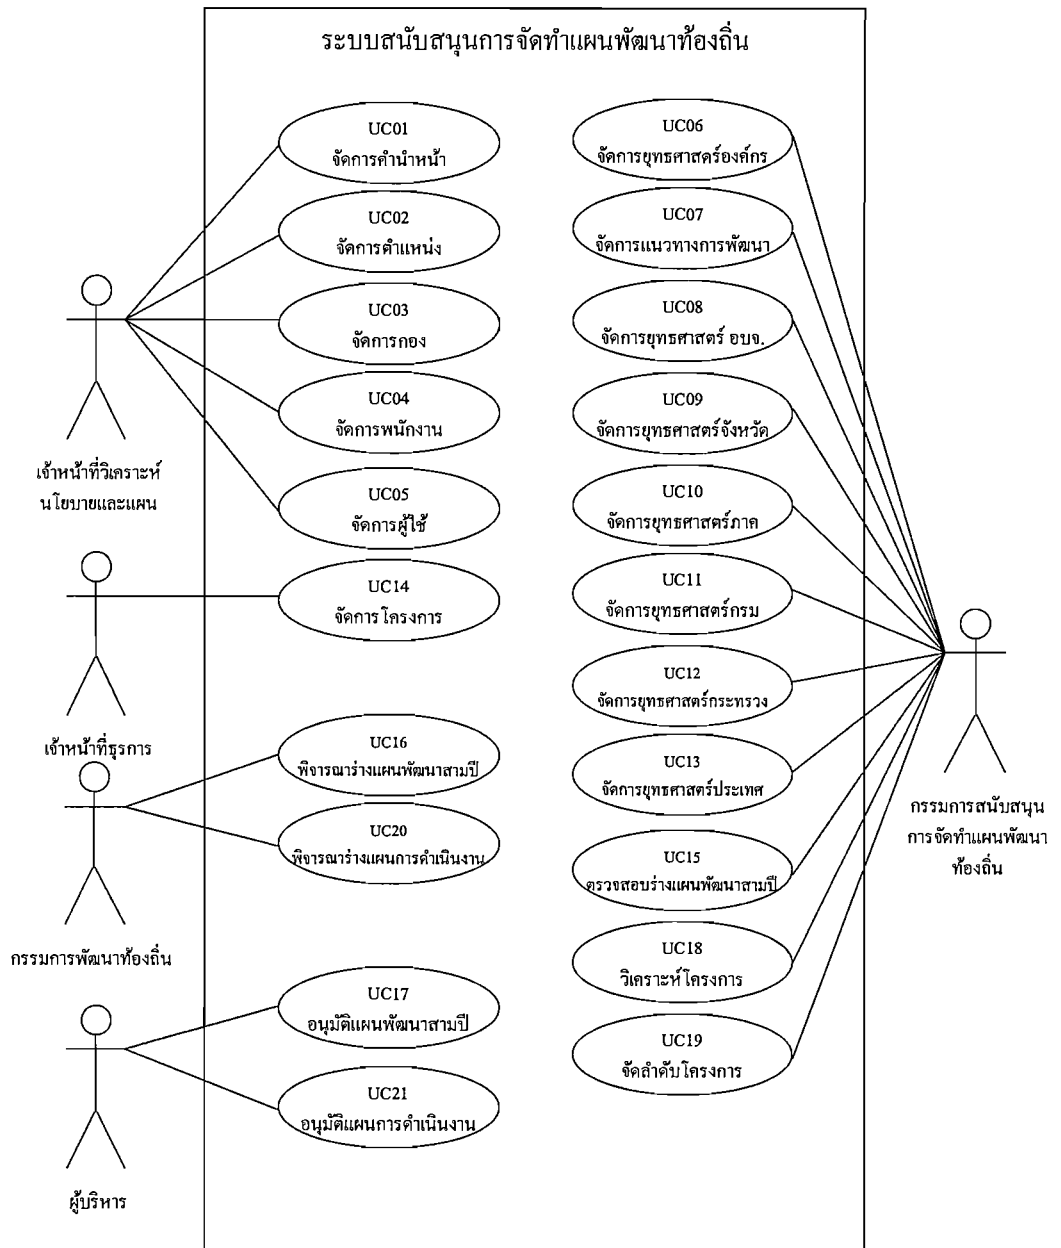 ระบบสนับสนุนการจัดทำแผนพัฒนาท้องถิ่น
UC01
จัดการคำนำหน้า
UC02
จัดการตำแหน่ง
UC03
จัดการกอง
UC04
จัดการพนักงาน
UC05
จัดการผู้ใช้
เจ้าหน้าที่วิเคราะห์
นโยบายและแผน
UC14
จัดการโครงการ
เจ้าหน้าที่ธุรการ
UC16
พิจารณาร่างแผนพัฒนาสามปี
UC20
พิจารณาร่างแผนการดำเนินงาน
กรรมการพัฒนาท้องถิ่น
UC17
อนุมัติแผนพัฒนาสามปี
UC21
อนุมัติแผนการดำเนินงาน
ผู้บริหาร
UC06
จัดการยุทธศาสตร์องค์กร
UC07
จัดการแนวทางการพัฒนา
UC08
จัดการยุทธศาสตร์ อบจ.
UC09
จัดการยุทธศาสตร์จังหวัด
UC10
จัดการยุทธศาสตร์ภาค
UC11
จัดการยุทธศาสตร์กรม
UC12
จัดการยุทธศาสตร์กระทรวง
UC13
จัดการยุทธศาสตร์ประเทศ
UC15
ตรวจสอบร่างแผนพัฒนาสามปี
UC18
วิเคราะห์โครงการ
UC19
จัดลำดับโครงการ
กรรมการสนับสนุน
การจัดทำแผนพัฒนา
ท้องถิ่น